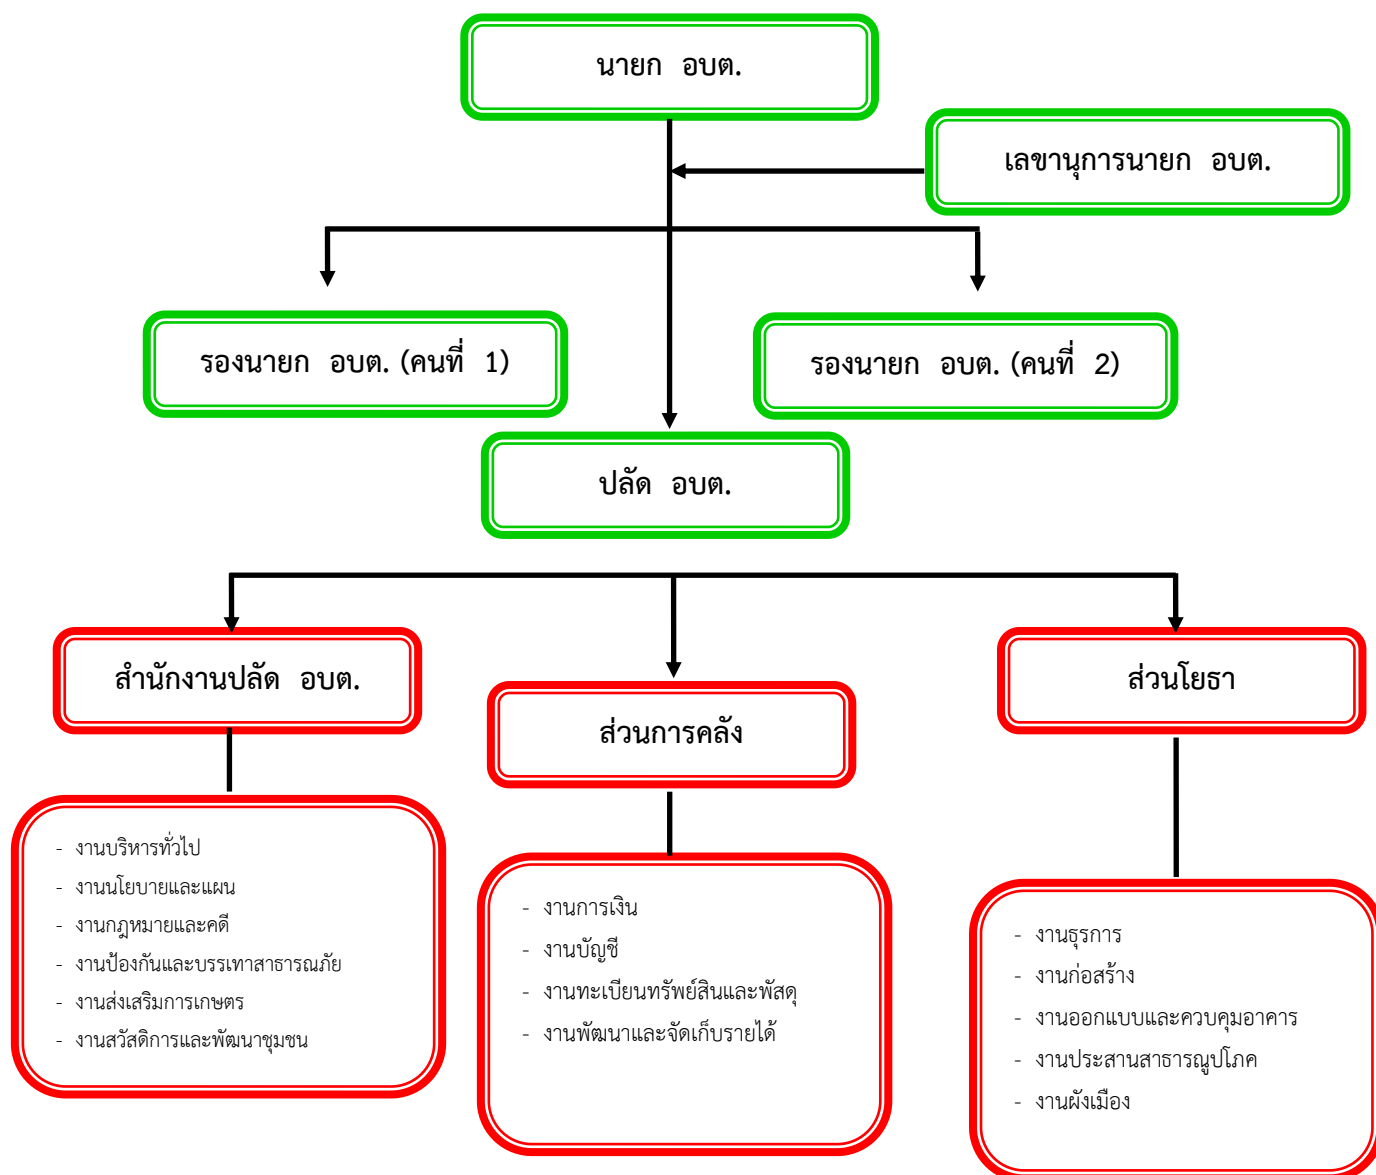 นายก อบต.
เลขานุการนายก อบต.
รองนายก อบต. (คนที่ 1)
รองนายก อบต. (คนที่ 2)
ปลัด อบต.
สำนักงานปลัด อบต.
ส่วนการคลัง
ส่วนโยธา
- งานบริหารทั่วไป
- งานนโยบายและแผน
- งานกฎหมายและคดี
- งานป้องกันและบรรเทาสาธารณภัย
- งานส่งเสริมการเกษตร
- งานสวัสดิการและพัฒนาชุมชน
- งานการเงิน
- งานบัญชี
- งานทะเบียนทรัพย์สินและพัสดุ
- งานพัฒนาและจัดเก็บรายได้
- งานธุรการ
- งานก่อสร้าง
- งานออกแบบและควบคุมอาคาร
- งานประสานสาธารณูปโภค
- งานผังเมือง